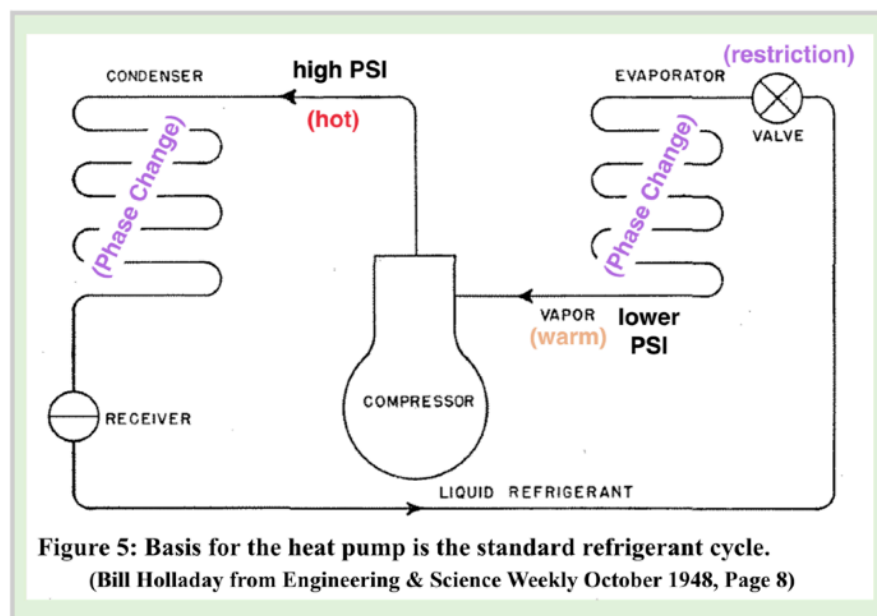 (restriction)
CONDENSER
high PSI
EVAPORATOR
(hot)
VALVE
(Phase Change)
(Phase Change)
VAPOR
lower
PSI
(warm)
COMPRESSOR
RECEIVER
LIQUID REFRIGERANT
Figure 5: Basis for the heat pump is the standard refrigerant cycle.
(Bill Holladay from Engineering & Science Weekly October 1948, Page 8)